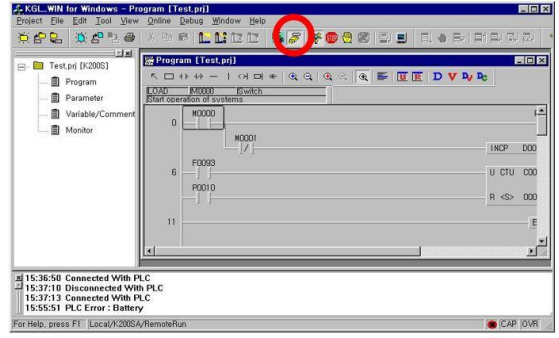 KGL_WIN for Windows - Program [Test.prj]
Project Edit Tool View Online Debug Window Help
Test.prj [K200S]
Program
Parameter
Variable/Comment
Monitor
Program [Test.prj]
U R D V
LOAD M0000 Switch
Start operation of systems
M0000
0
M0001
INCP D00
F0093
6
U CTU C00
P0010
R <S> 000
11
E
15:36:50 Connected With PLC
15:37:10 Disconnected With PLC
15:37:13 Connected With PLC
15:55:51 PLC Error : Battery
For Help, press F1 Local/K200SA/RemoteRun CAP OVR